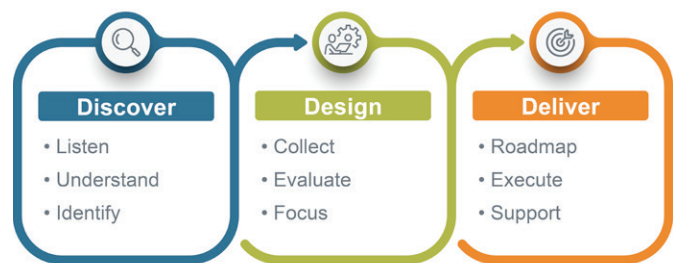 Discover
• Listen
• Understand
• Identify
Design
• Collect
• Evaluate
• Focus
Deliver
• Roadmap
• Execute
• Support